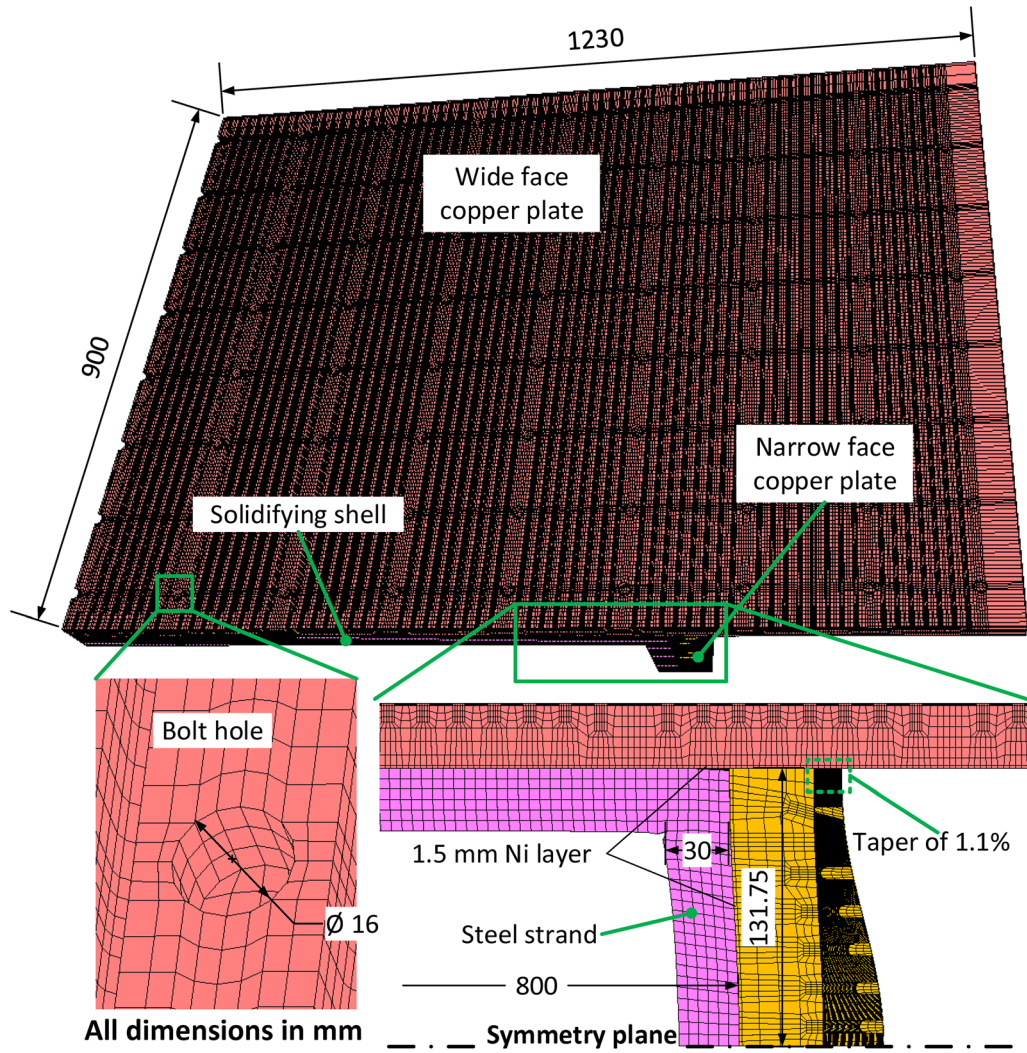 1230
Wide face
copper plate
900
Narrow face
copper plate
Solidifying shell
Bolt hole
Ø 16
1.5 mm Ni layer
30
Taper of 1.1%
131.75
Steel strand
800
All dimensions in mm
Symmetry plane